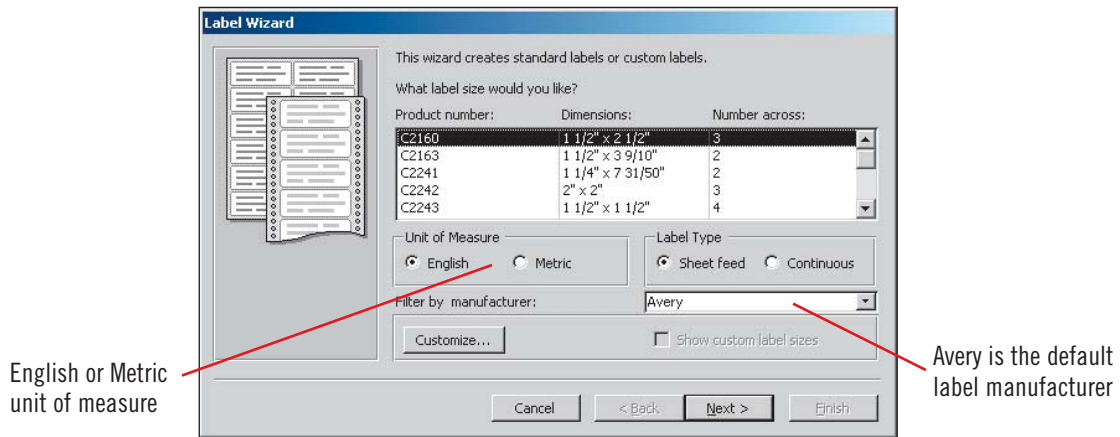 Label Wizard
This wizard creates standard labels or custom labels.
What label size would you like?
Product number: Dimensions: Number across:
C2160 1 1/2" x 2 1/2" 3
C2163 1 1/2" x 3 9/10" 2
C2241 1 1/4" x 7 31/50" 2
C2242 2" x 2" 3
C2243 1 1/2" x 1 1/2" 4
Unit of Measure Label Type
English Metric Sheet feed Continuous
Filter by manufacturer: Avery
Customize... Show custom label sizes
English or Metric
unit of measure
Avery is the default
label manufacturer
Cancel < Back Next > Finish